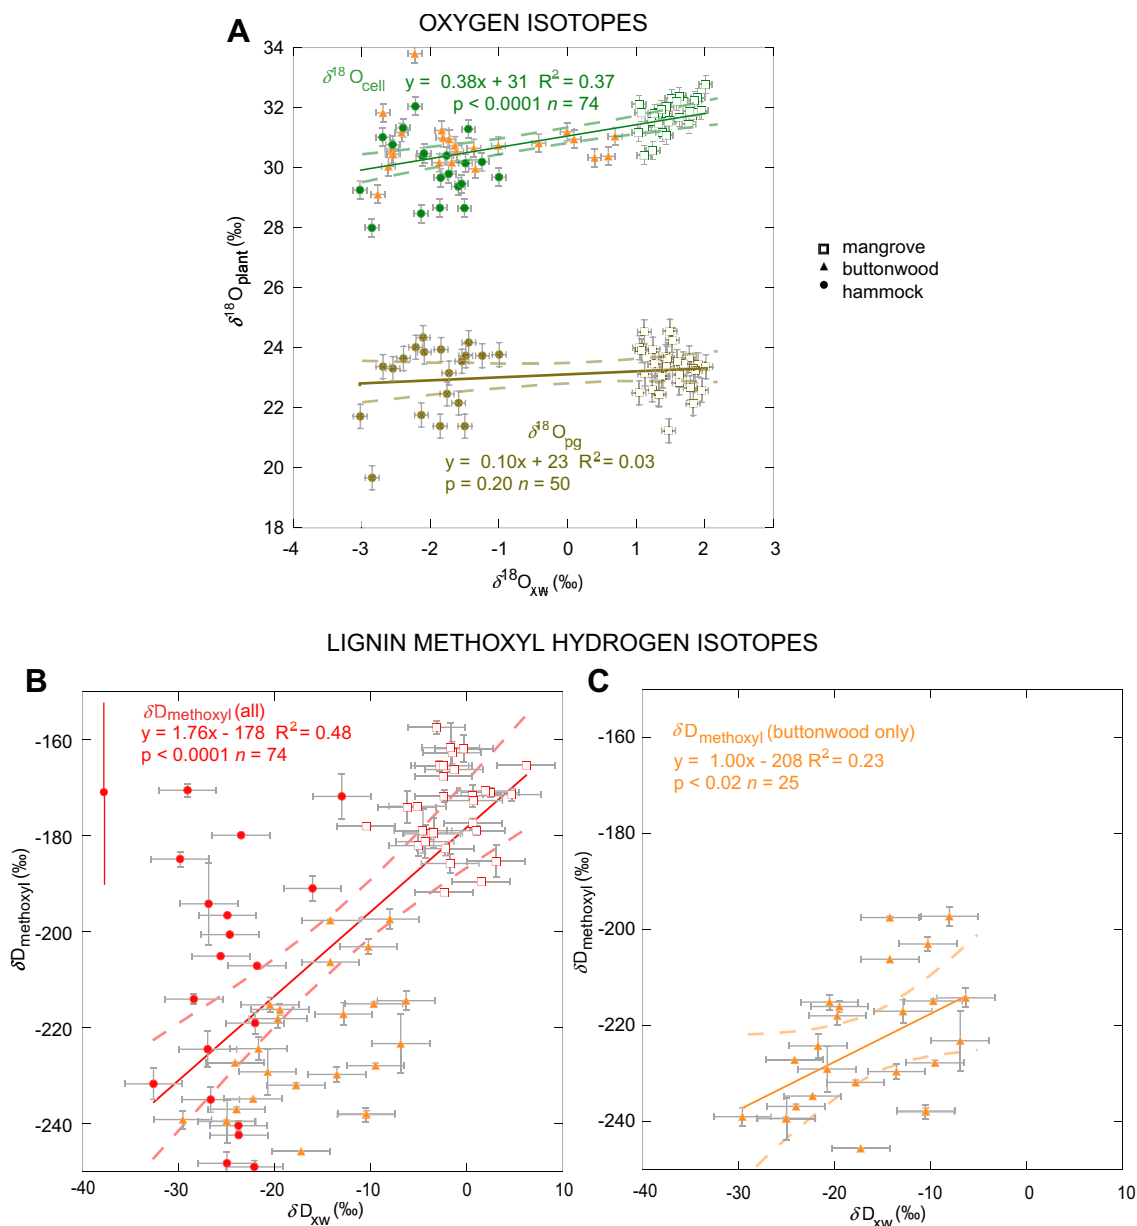 OXYGEN ISOTOPES
A
34
32
30
28
26
24
22
20
18
δ¹⁸Oplant(‰)
δ¹⁸Ocell
y = 0.38x + 31 R² = 0.37
p < 0.0001 n = 74
δ¹⁸Opg
y = 0.10x + 23 R² = 0.03
p = 0.20 n = 50
-4 -3 -2 -1 0 1 2 3
δ¹⁸Oxw (‰)
mangrove
buttonwood
hammock
LIGNIN METHOXYL HYDROGEN ISOTOPES
B
-160
-180
-200
-220
-240
δDmethoxyl(‰)
δDmethoxyl (all)
y = 1.76x - 178 R² = 0.48
p < 0.0001 n = 74
-40 -30 -20 -10 0 10
δDxw (‰)
C
-160
-180
-200
-220
-240
δDmethoxyl(‰)
δDmethoxyl (buttonwood only)
y = 1.00x - 208 R² = 0.23
p < 0.02 n = 25
-40 -30 -20 -10 0 10
δDxw (‰)